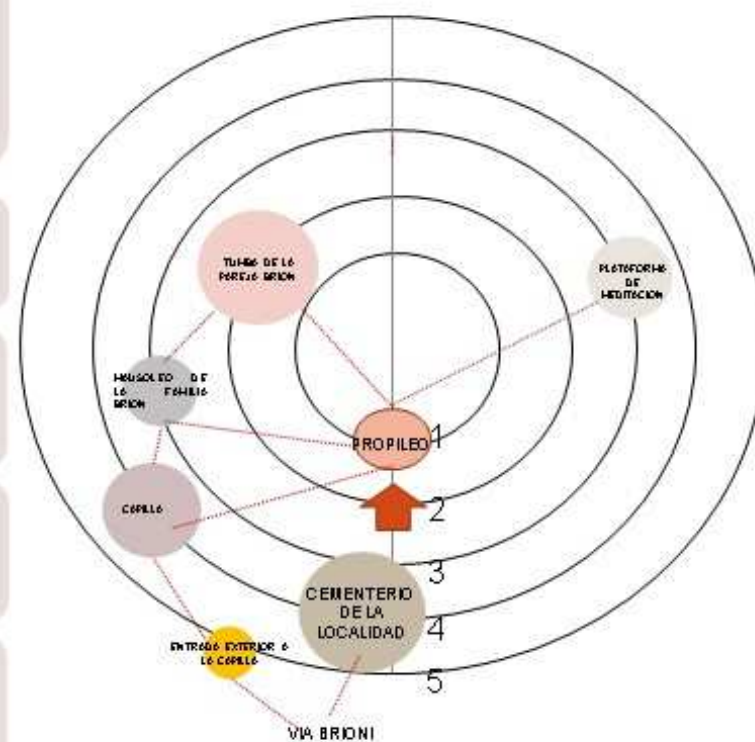 TUMBA DE LA
PAREJA BRION
PLATAFORMA
DE
MEDITACION
MAUSOLEO DE
LA FAMILIA
BRION
PROPILEO
1
CAPILLA
2
3
CEMENTERIO
DE LA
LOCALIDAD
4
ENTRADA EXTERIOR A
LA CAPILLA
5
VIA BRIONI